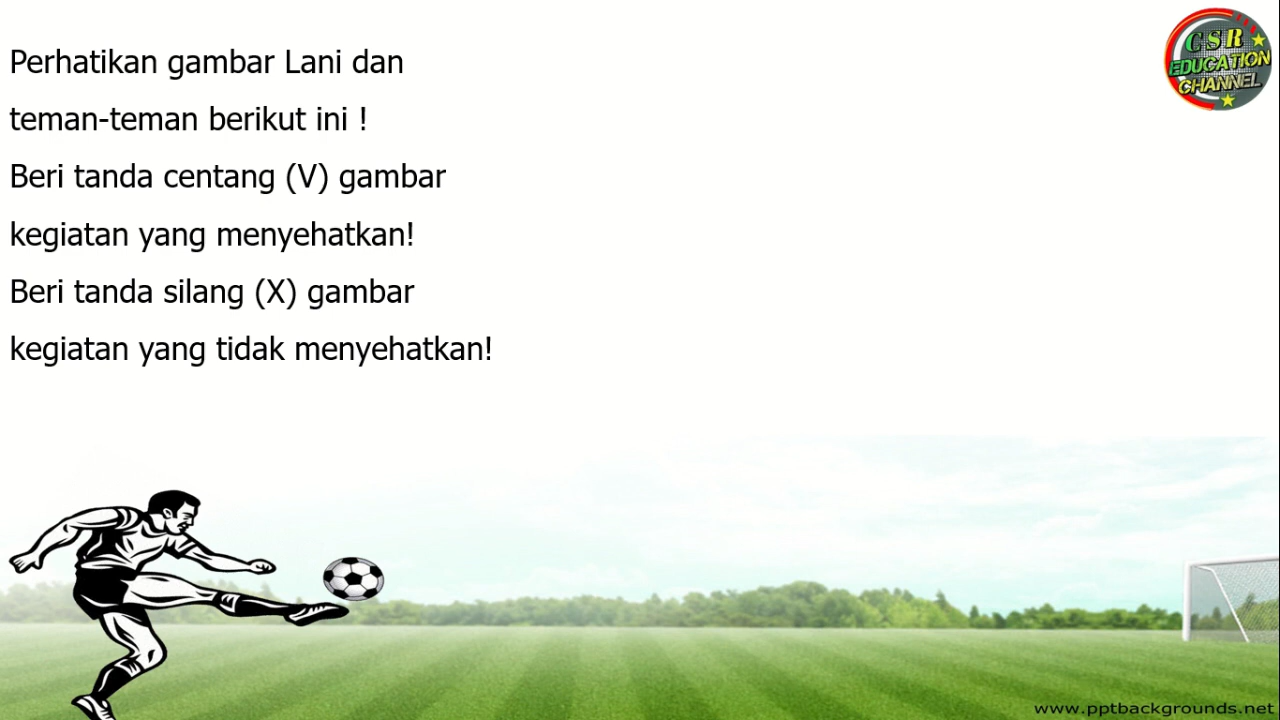 Perhatikan gambar Lani dan
teman-teman berikut ini !
Beri tanda centang (V) gambar
kegiatan yang menyehatkan!
Beri tanda silang (X) gambar
kegiatan yang tidak menyehatkan!
CSR
EDUCATION
CHANNEL
www.pptbackgrounds.net